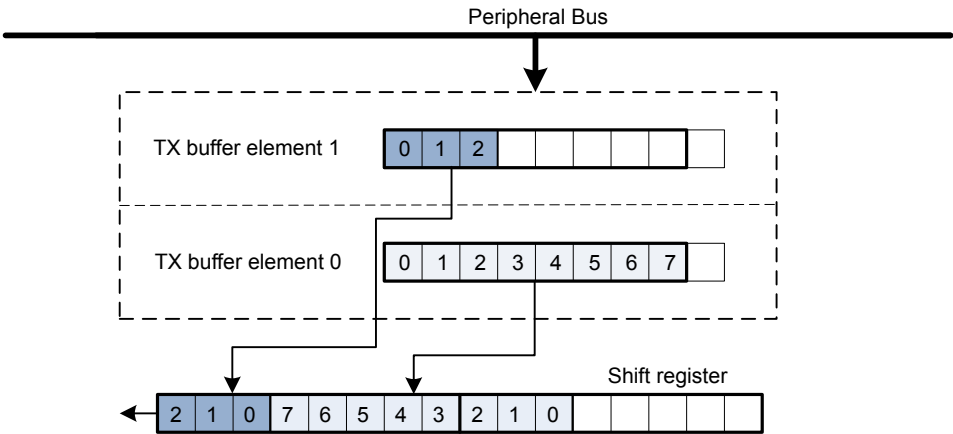 Peripheral Bus
TX buffer element 1 0 1 2
TX buffer element 0 0 1 2 3 4 5 6 7
Shift register
2 1 0 7 6 5 4 3 2 1 0